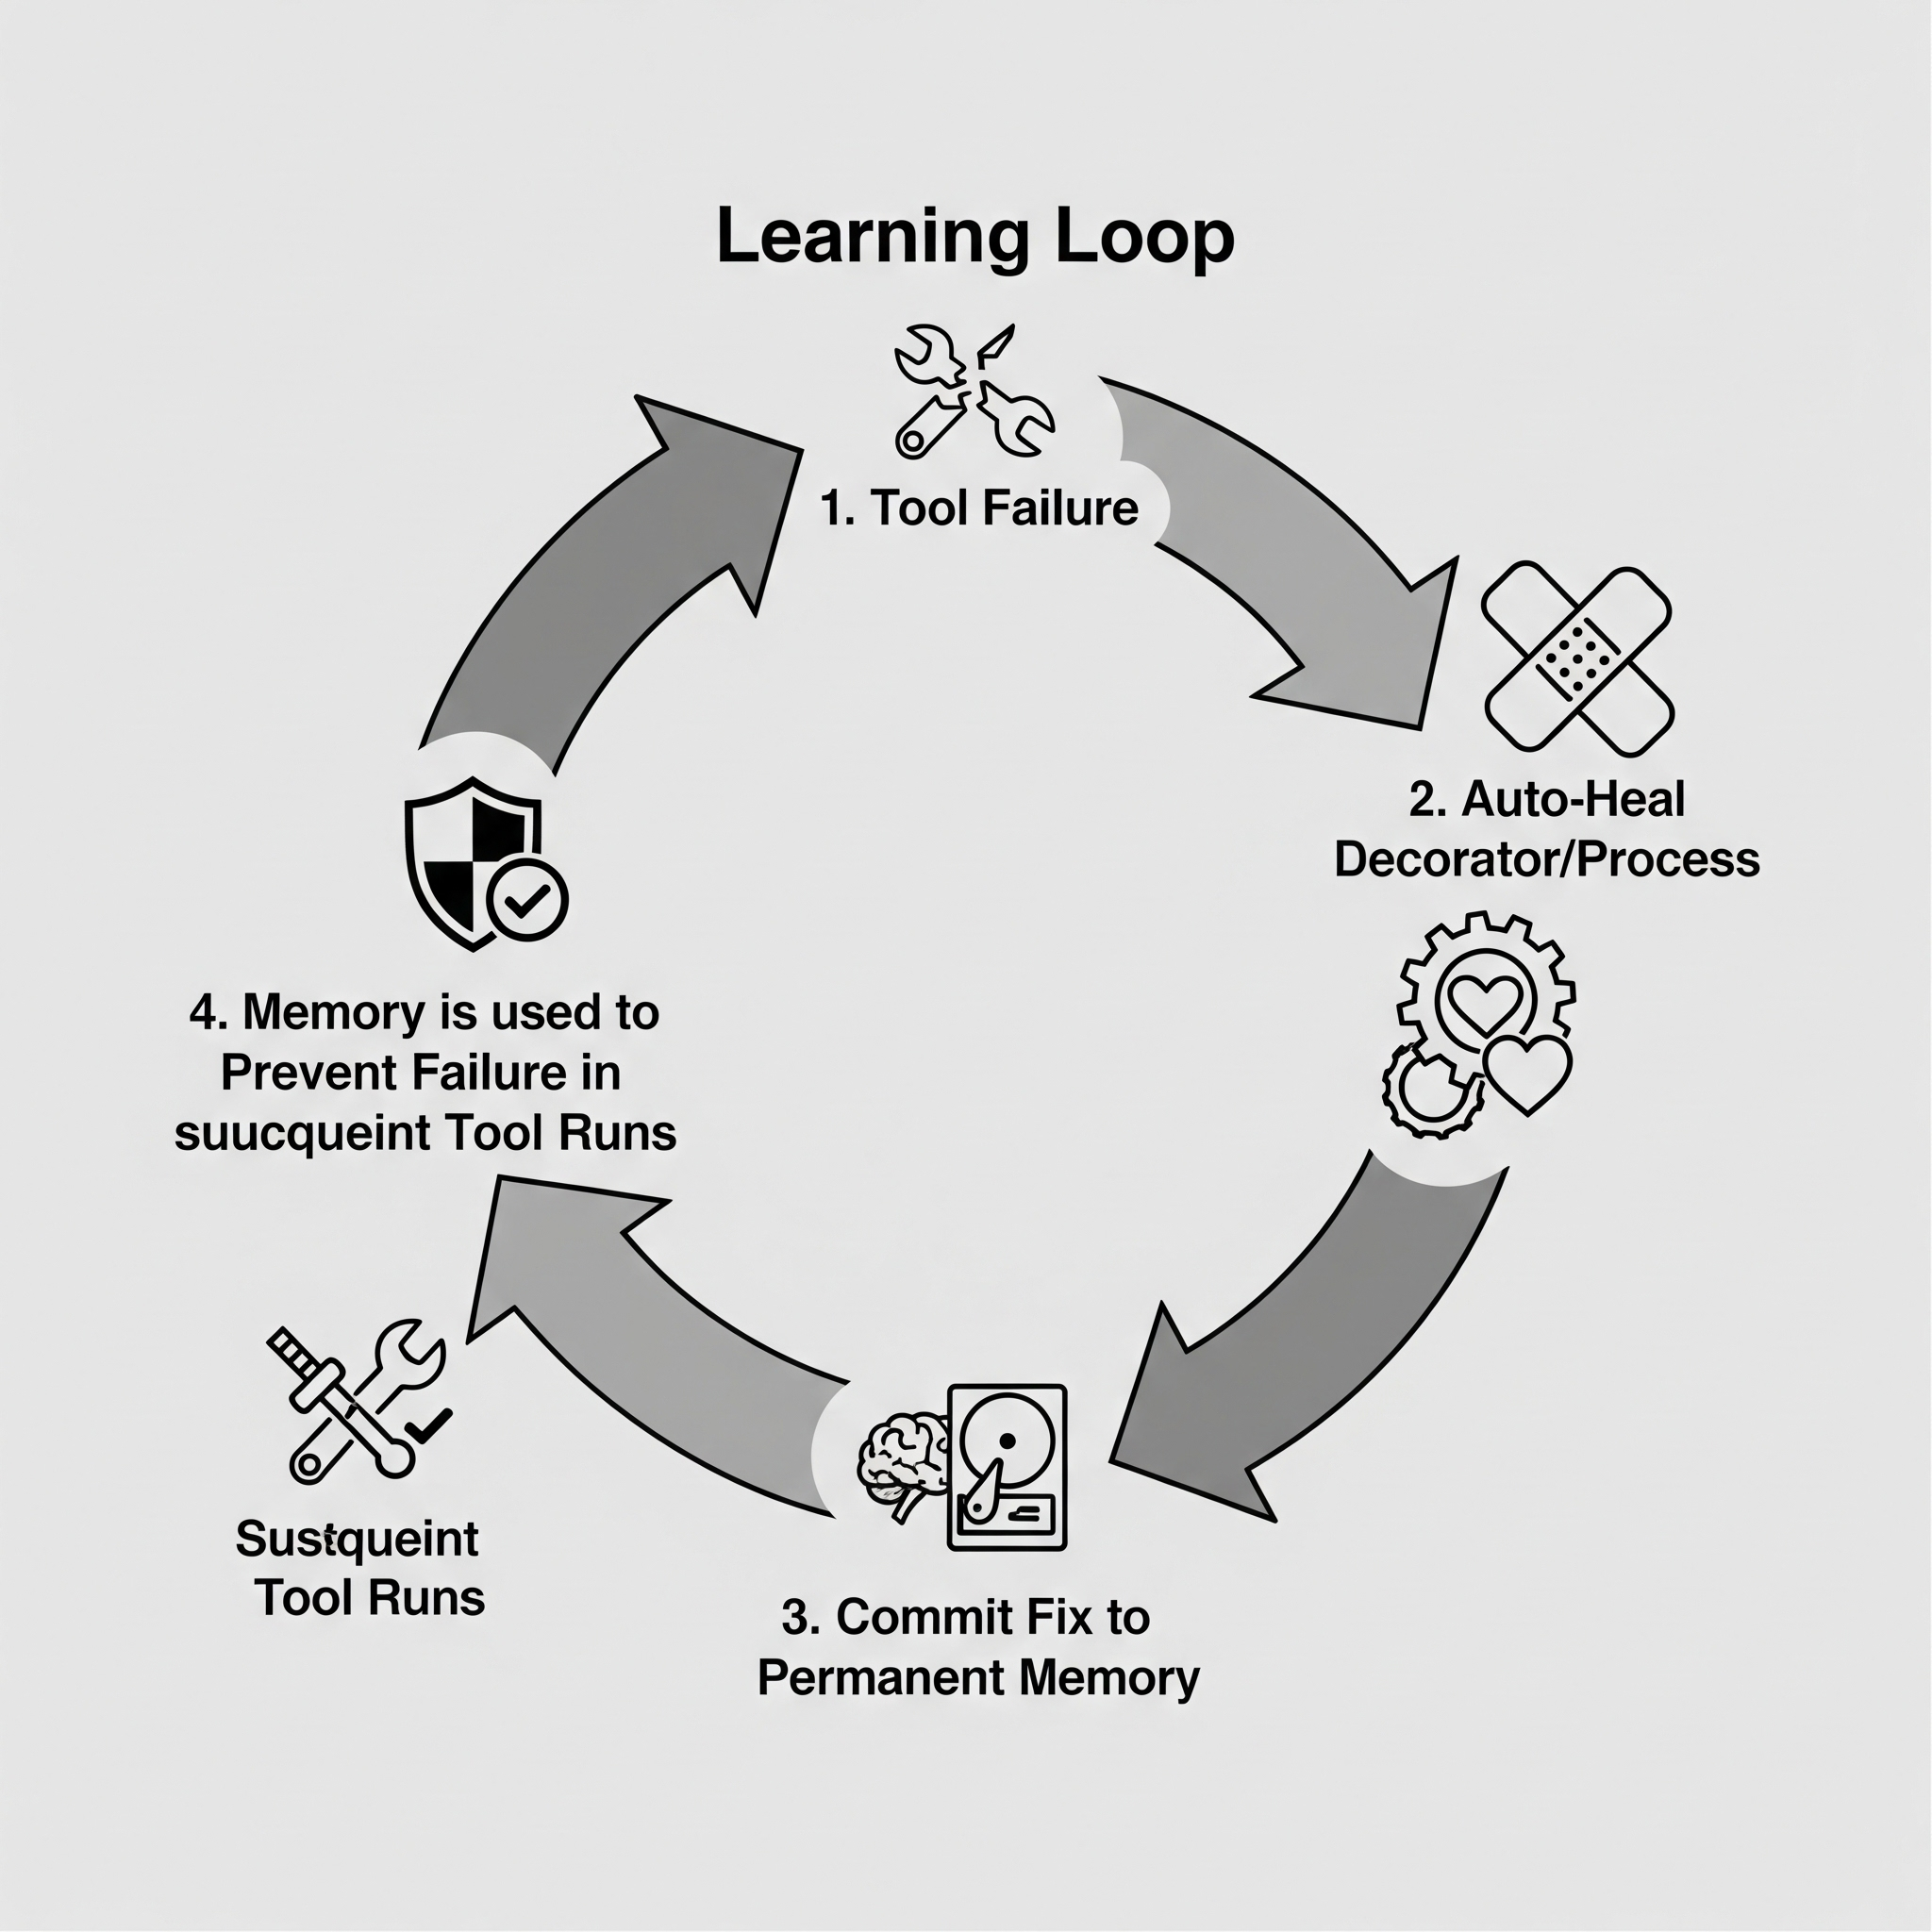 Learning Loop
1. Tool Failure
2. Auto-Heal
Decorator/Process
3. Commit Fix to
Permanent Memory
4. Memory is used to
Prevent Failure in
suucqueint Tool Runs
Sustqueint
Tool Runs